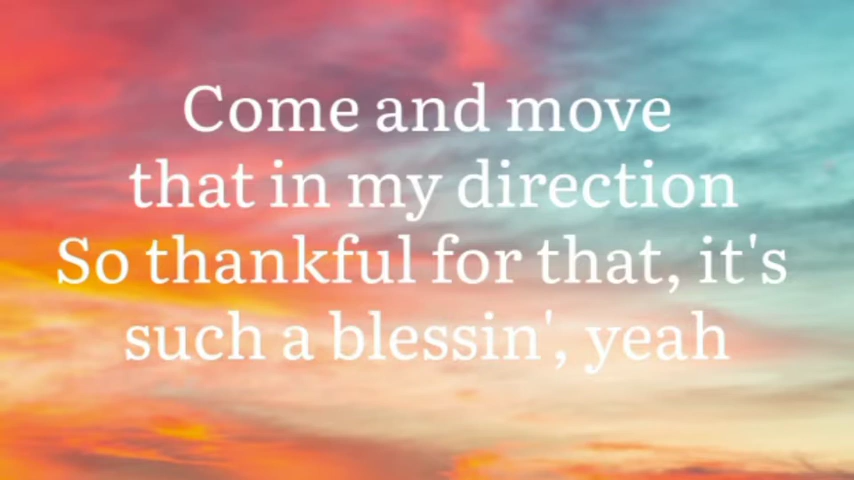 Come and move
that in my direction
So thankful for that, it's
such a blessin', yeah